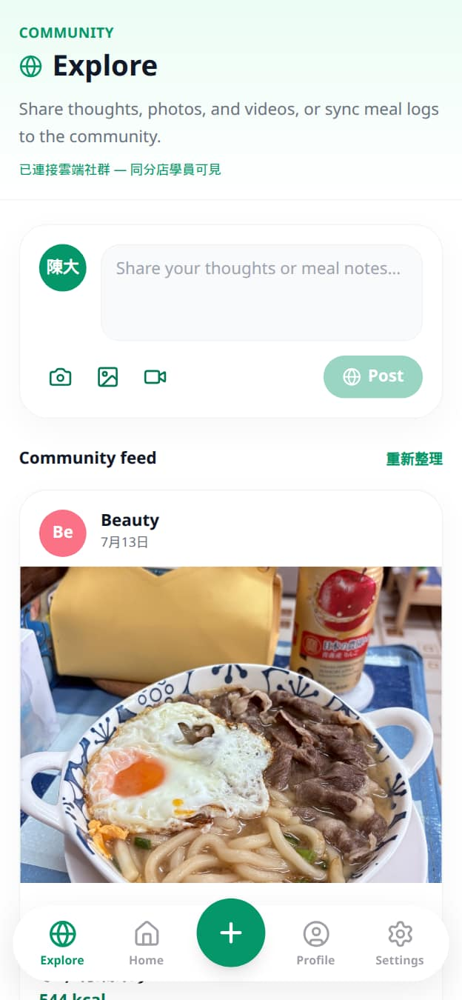 COMMUNITY
Explore
Share thoughts, photos, and videos, or sync meal logs
to the community.
已連接雲端社群 — 同分店學員可見
陳大
Share your thoughts or meal notes...
Post
Community feed
重新整理
Be
Beauty
7月13日
Explore
Home
Profile
Settings
544 kcal